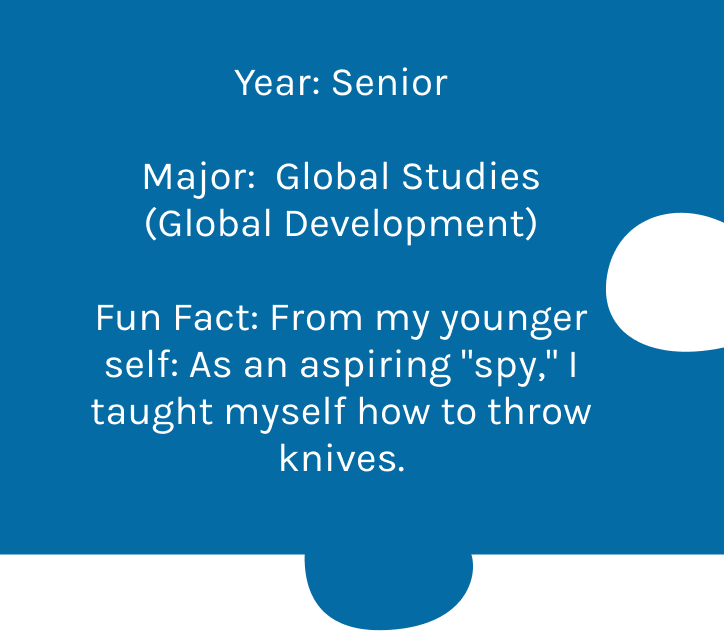 Year: Senior
Major:  Global Studies
(Global Development)
Fun Fact: From my younger
self: As an aspiring "spy," I
taught myself how to throw
knives.